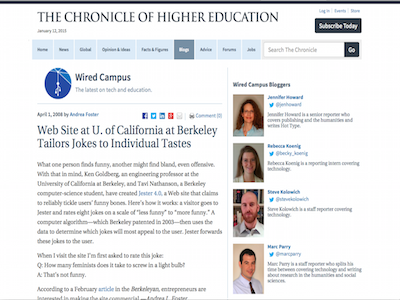 Log In | Events | Store
THE CHRONICLE OF HIGHER EDUCATION
Subscribe Today
January 12, 2015
Home News Global Opinion & Ideas Facts & Figures Blogs Advice Forums Jobs Search The Chronicle Go
Wired Campus
The latest on tech and education.
April 1, 2006 by Andrea Foster
Comment (0)
Web Site at U. of California at Berkeley
Tailors Jokes to Individual Tastes
What one person finds funny, another might find bland, even offensive.
With that in mind, Ken Goldberg, an engineering professor at the
University of California at Berkeley, and Tavi Nathanson, a Berkeley
computer-science student, have created Jester 4.0, a Web site that claims
to reliably tickle users' funny bones. Here's how it works: a visitor goes to
Jester and rates eight jokes on a scale of "less funny" to "more funny." A
computer algorithm—which Berkeley patented in 2003—then uses the
data to determine which jokes will most appeal to the user. Jester forwards
these jokes to the user.
When I visit the site I'm first asked to rate this joke:
Q: How many feminists does it take to screw in a light bulb?
A: That's not funny.
According to a February article in the Berkeleyan, entrepreneurs are
interested in making the site commercial.—Andrea L. Foster
Wired Campus Bloggers
Jennifer Howard
@jenhoward
Jennifer Howard is a senior reporter who
covers publishing and the humanities and
writes Hot Type.
Rebecca Koenig
@becky_koenig
Rebecca Koenig is a reporting intern covering
technology.
Steve Kolowich
@stevekolowich
Steve Kolowich is a staff reporter covering
technology.
Marc Parry
@marcparry
Marc Parry is a staff reporter who splits his
time between covering technology and writing
about research in the humanities and social
sciences.